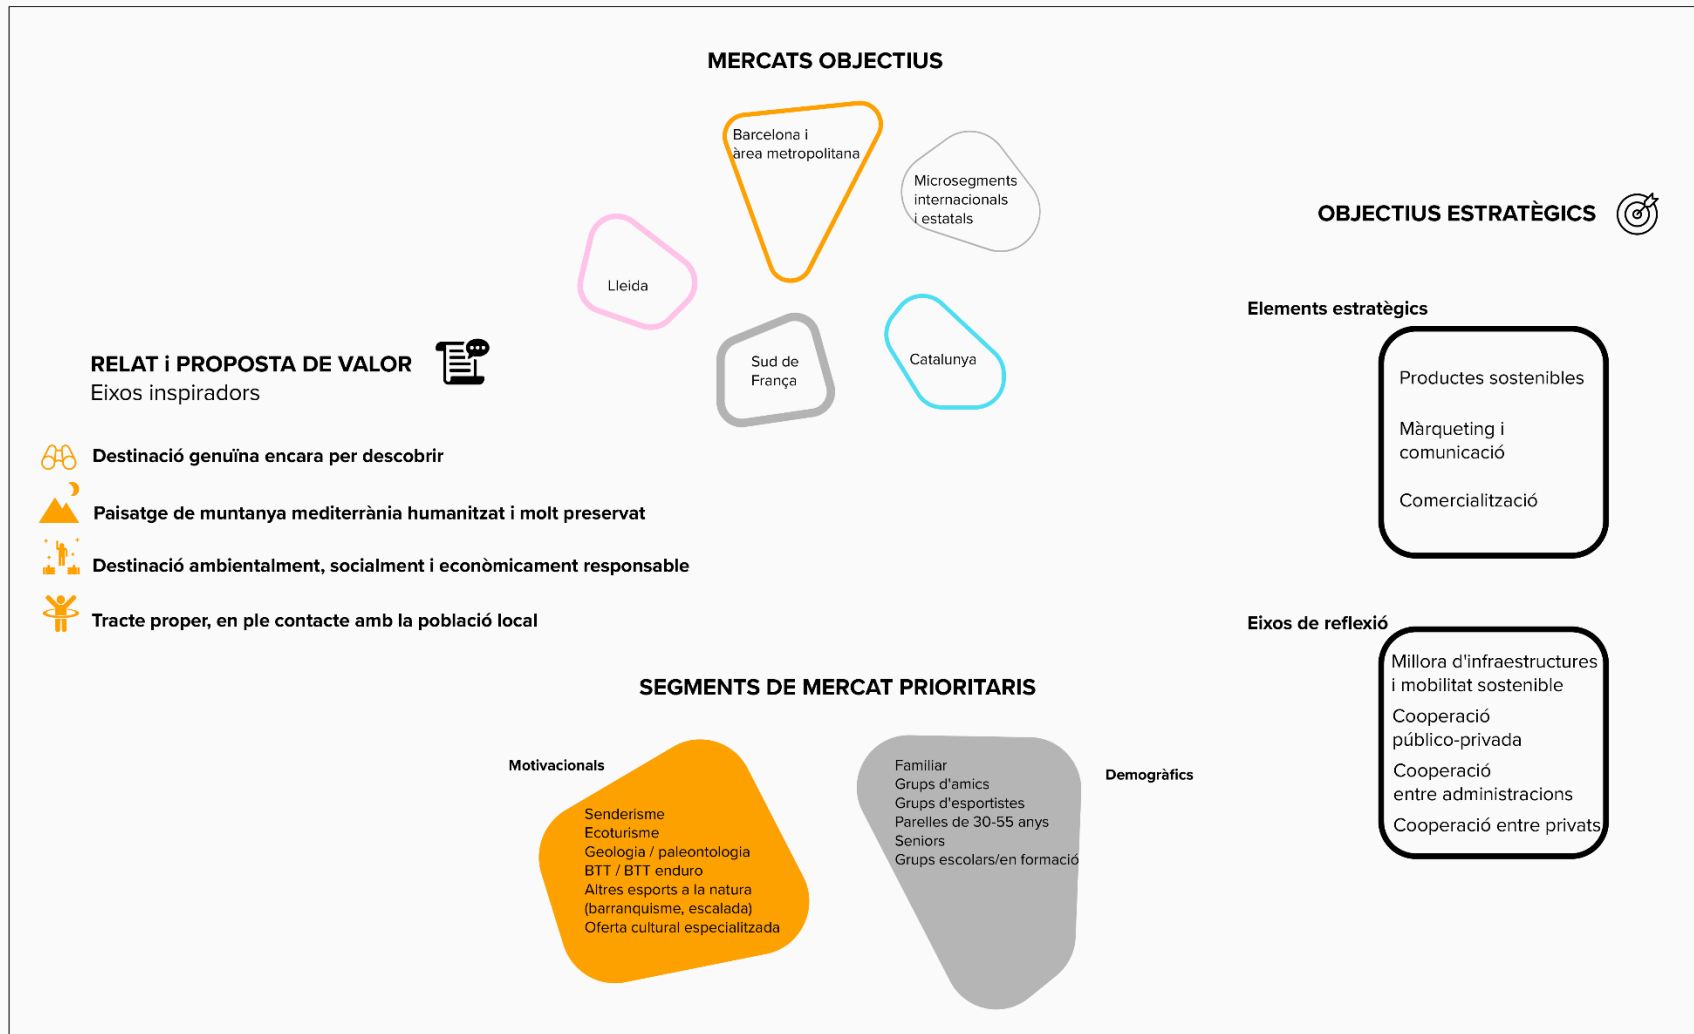 MERCATS OBJECTIUS
Barcelona i
àrea metropolitana
Microsegments
internacionals
i estatals
Lleida
Sud de
França
Catalunya
RELAT i PROPOSTA DE VALOR
Eixos inspiradors
Destinació genuïna encara per descobrir
Paisatge de muntanya mediterrània humanitzat i molt preservat
Destinació ambientalment, socialment i econòmicament responsable
Tracte proper, en ple contacte amb la població local
SEGMENTS DE MERCAT PRIORITARIS
Motivacionals
Senderisme
Ecoturisme
Geologia / paleontologia
BTT / BTT enduro
Altres esports a la natura
(barranquisme, escalada)
Oferta cultural especialitzada
Demogràfics
Familiar
Grups d'amics
Grups d'esportistes
Parelles de 30-55 anys
Seniors
Grups escolars/en formació
OBJECTIUS ESTRATÈGICS
Elements estratègics
Productes sostenibles
Màrqueting i
comunicació
Comercialització
Eixos de reflexió
Millora d'infraestructures
i mobilitat sostenible
Cooperació
público-privada
Cooperació
entre administracions
Cooperació entre privats